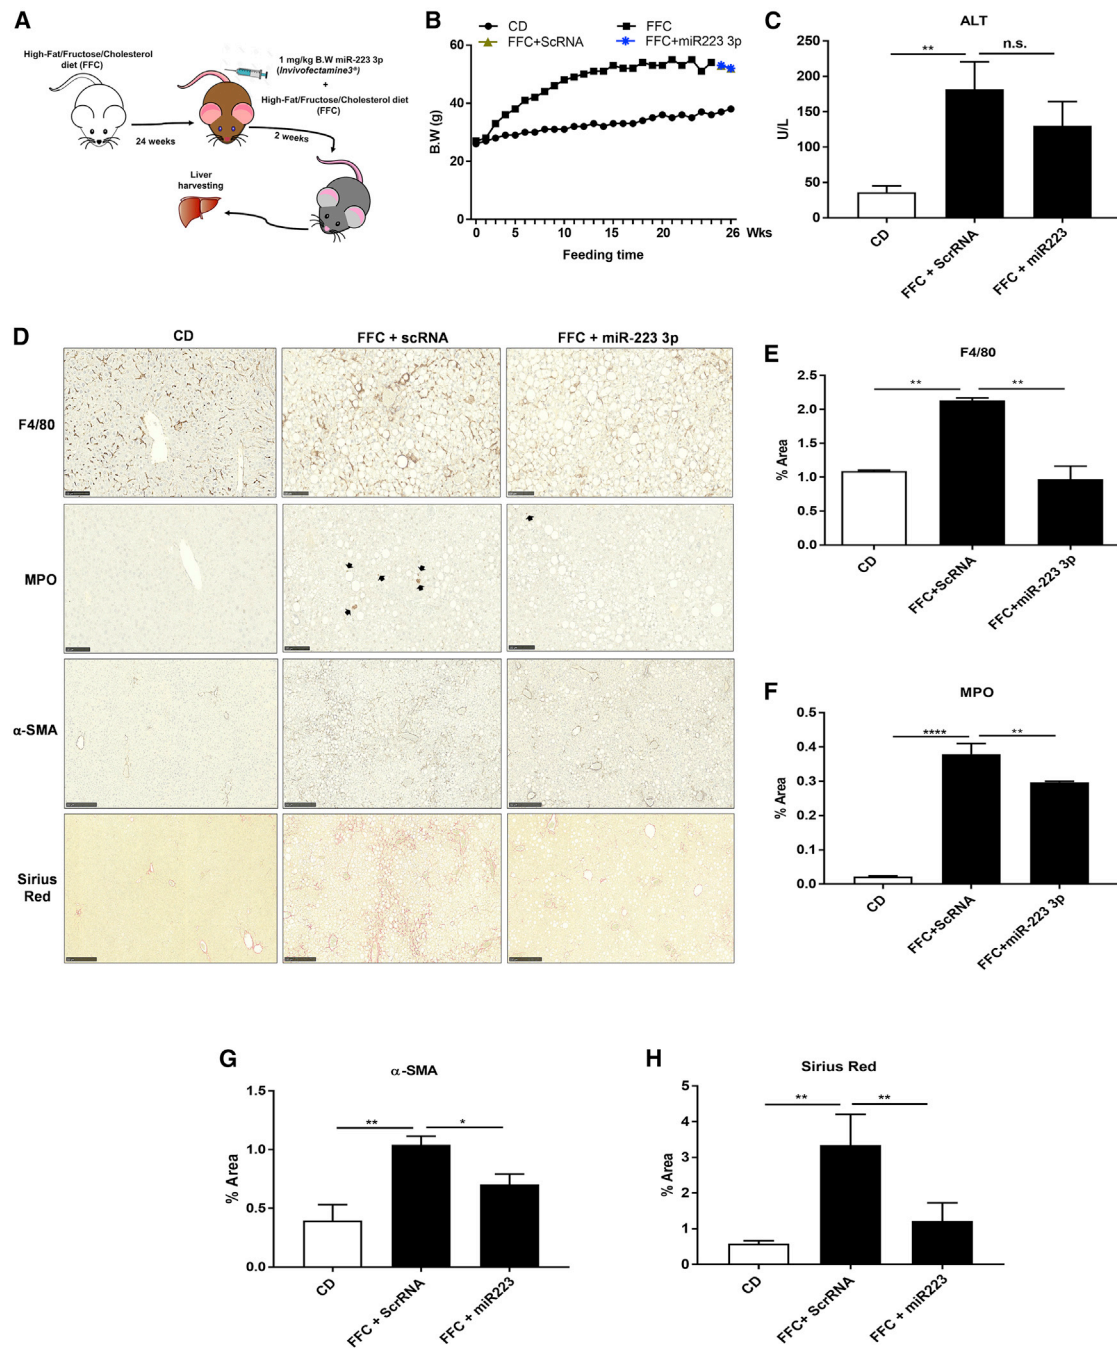 A
High-Fat/Fructose/Cholesterol
diet (FFC)
1 mg/kg B.W miR-223 3p
(Invivofectamine3®)
+
High-Fat/Fructose/Cholesterol diet
(FFC)
24 weeks
2 weeks
Liver
harvesting
B
CD
FFC
FFC+ScRNA
FFC+miR223 3p
60
40
20
0
B.W (g)
0 5 10 15 20 26 Wks
Feeding time
C
ALT
** n.s.
250
200
150
100
50
0
U/L
CD
FFC + ScrRNA
FFC + miR223
D
CD FFC + scRNA FFC + miR-223 3p
F4/80
MPO
α-SMA
Sirius
Red
E
F4/80
** **
2.5
2.0
1.5
1.0
0.5
0.0
% Area
CD
FFC+ScRNA
FFC+miR-223 3p
F
MPO
**** **
0.5
0.4
0.3
0.2
0.1
0.0
% Area
CD
FFC+ScRNA
FFC+miR-223 3p
G
α-SMA
** *
1.5
1.0
0.5
0.0
% Area
CD
FFC + ScrRNA
FFC + miR223
H
Sirius Red
** **
5
4
3
2
1
0
% Area
CD
FFC+ ScrRNA
FFC + miR223